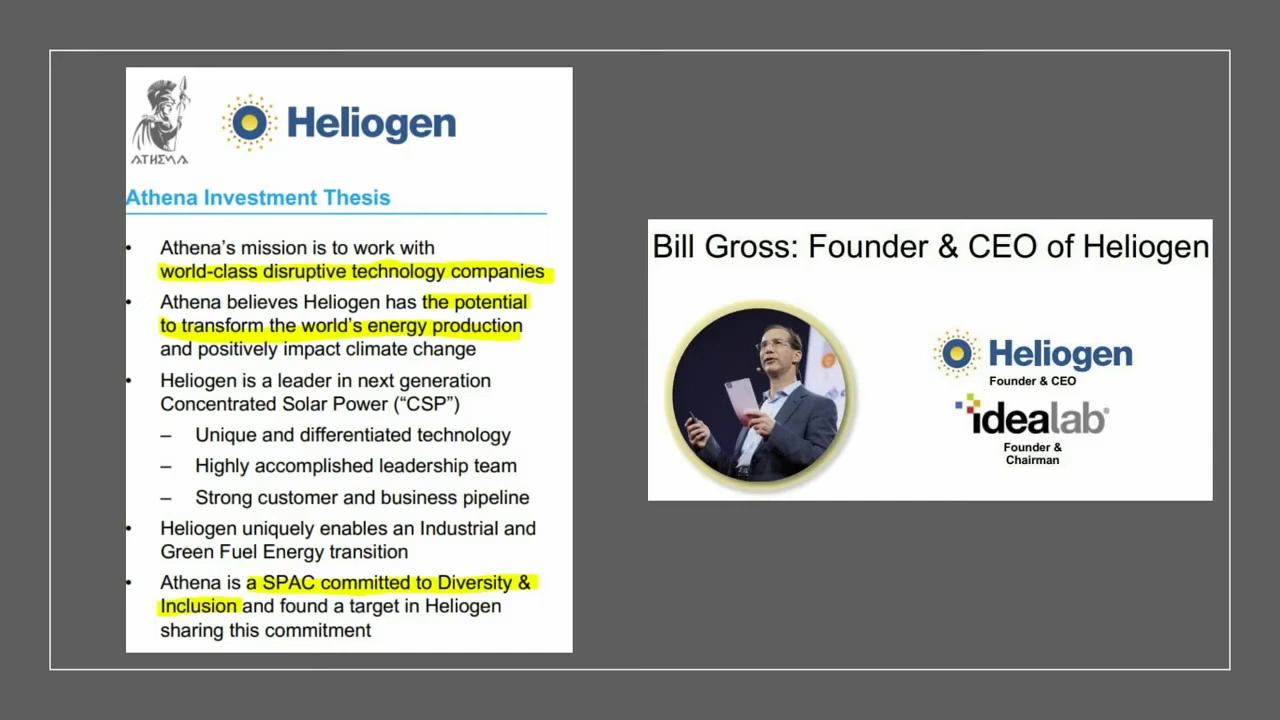 ATHENA
Heliogen
Athena Investment Thesis
• Athena's mission is to work with
world-class disruptive technology companies
• Athena believes Heliogen has the potential
to transform the world's energy production
and positively impact climate change
• Heliogen is a leader in next generation
Concentrated Solar Power (“CSP”)
– Unique and differentiated technology
– Highly accomplished leadership team
– Strong customer and business pipeline
• Heliogen uniquely enables an Industrial and
Green Fuel Energy transition
• Athena is a SPAC committed to Diversity &
Inclusion and found a target in Heliogen
sharing this commitment
Bill Gross: Founder & CEO of Heliogen
Heliogen
Founder & CEO
idealab®
Founder &
Chairman